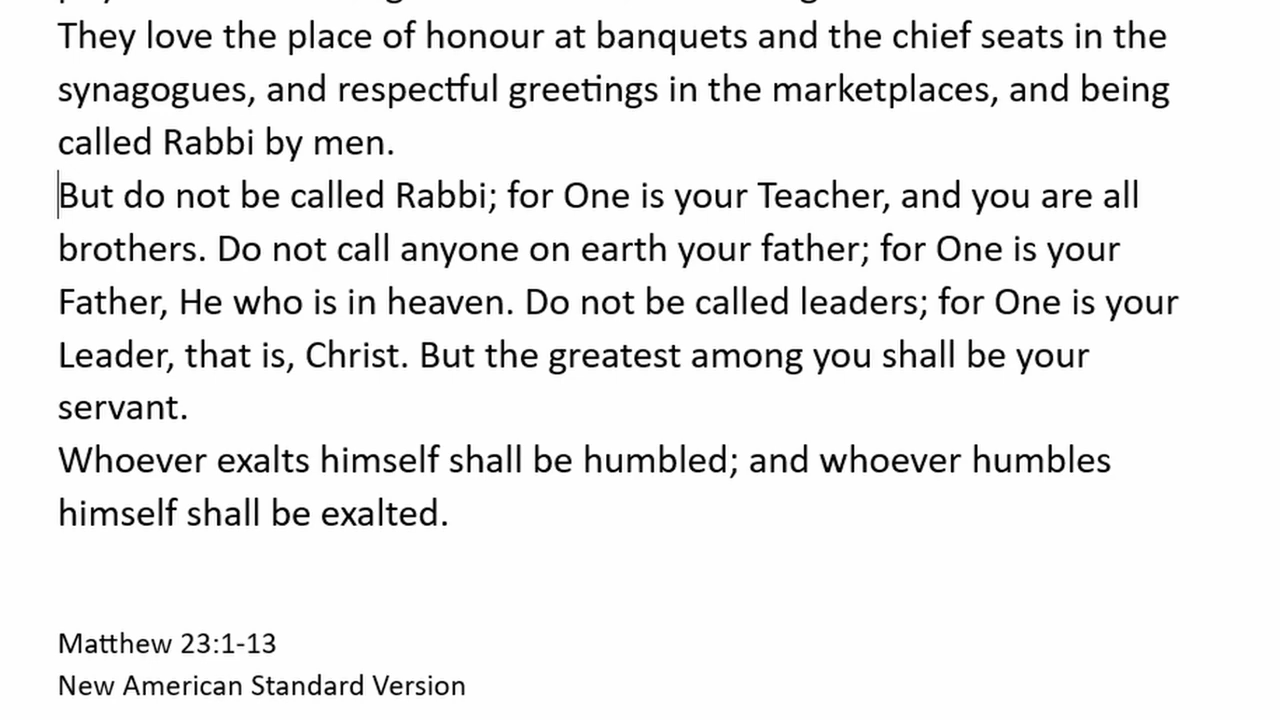 They love the place of honour at banquets and the chief seats in the
synagogues, and respectful greetings in the marketplaces, and being
called Rabbi by men.
But do not be called Rabbi; for One is your Teacher, and you are all
brothers. Do not call anyone on earth your father; for One is your
Father, He who is in heaven. Do not be called leaders; for One is your
Leader, that is, Christ. But the greatest among you shall be your
servant.
Whoever exalts himself shall be humbled; and whoever humbles
himself shall be exalted.
Matthew 23:1-13
New American Standard Version